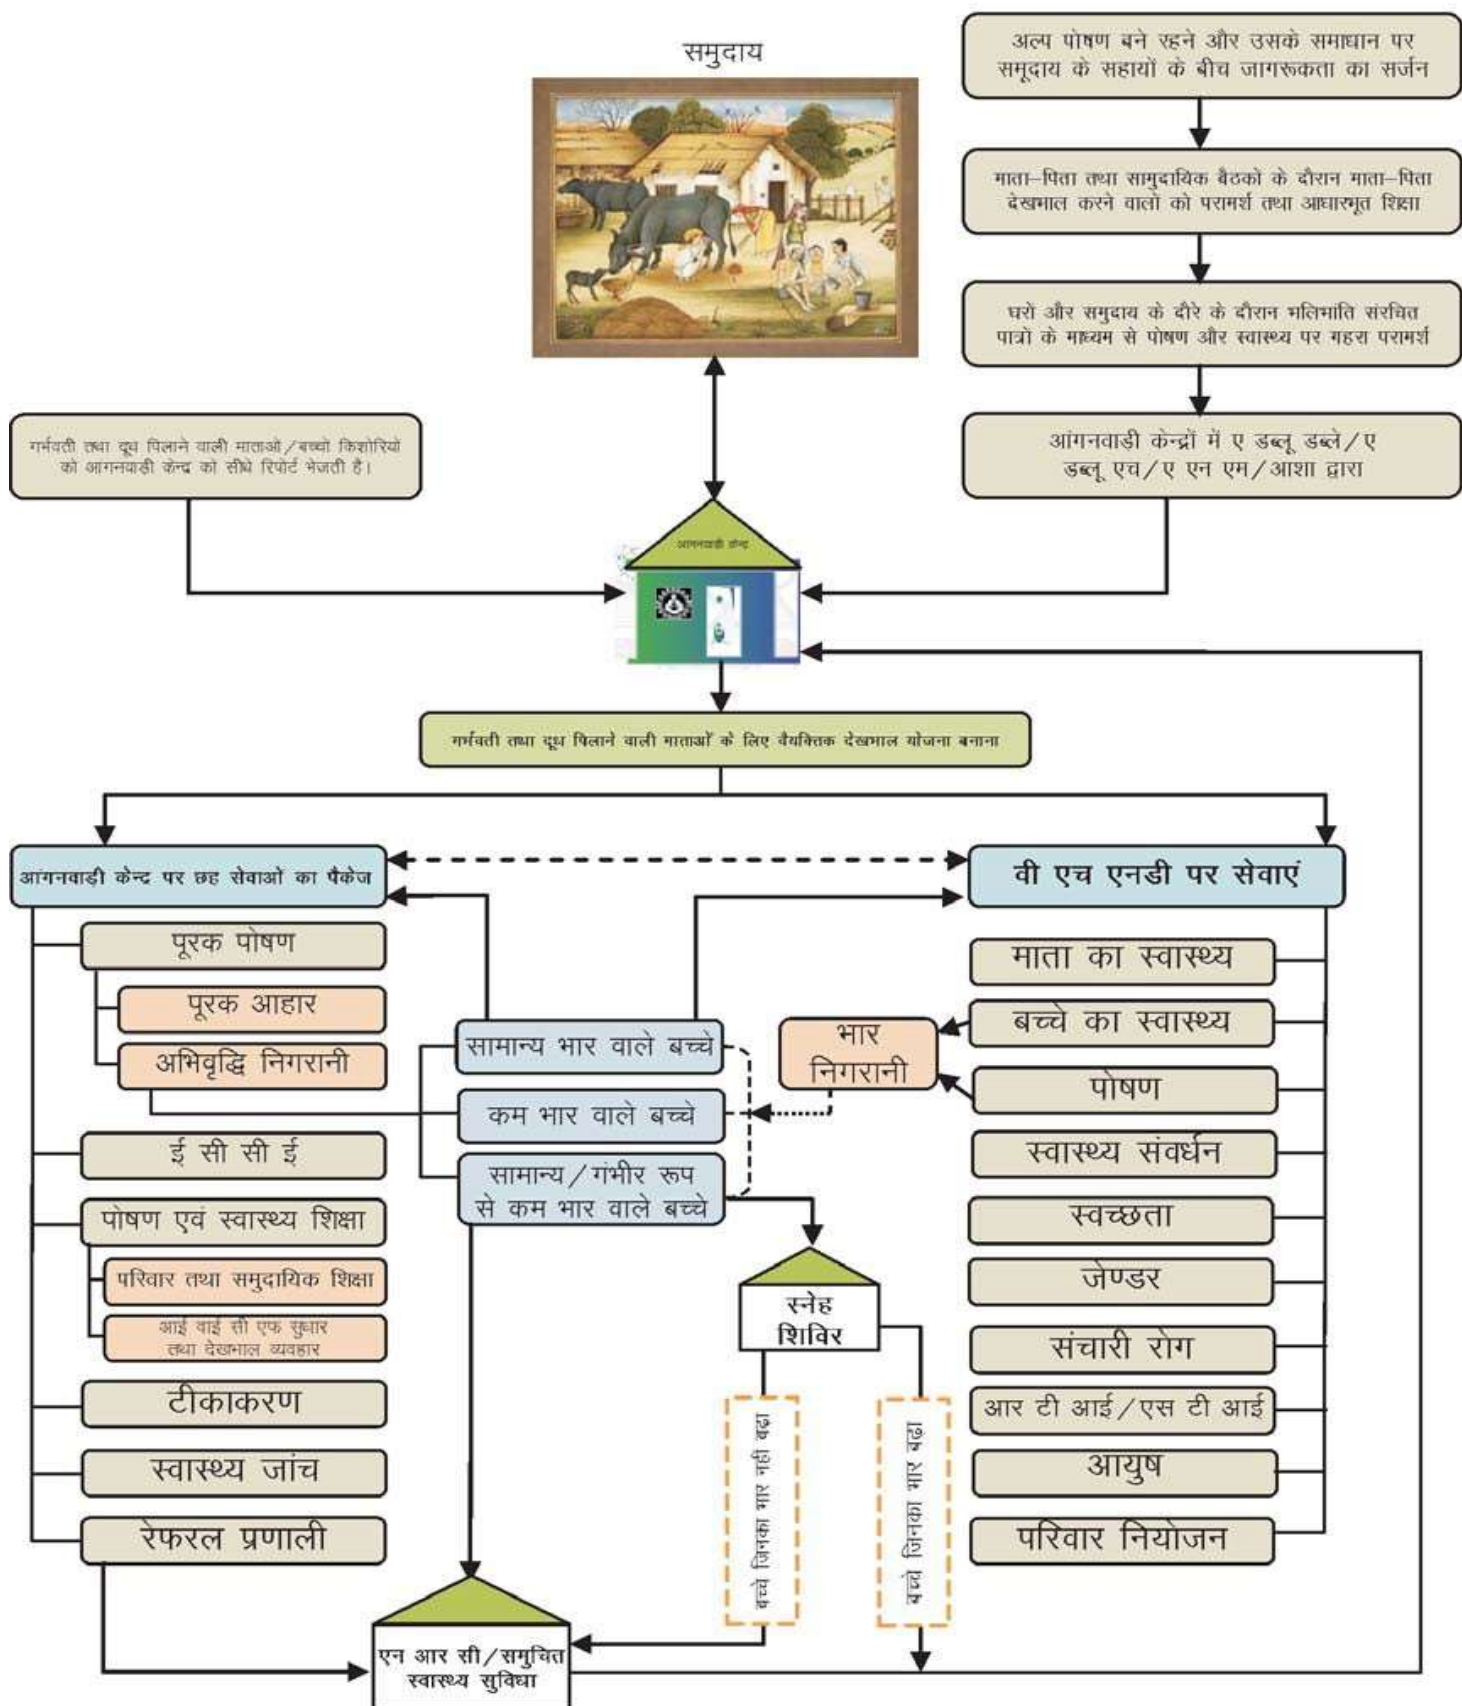 समुदाय
अल्प पोषण बने रहने और उसके समाधान पर
समूदाय के सहायों के बीच जागरूकता का सर्जन
माता–पिता तथा सामुदायिक बैठकों के दौरान माता–पिता
देखभाल करने वालों को परामर्श तथा आधारभूत शिक्षा
घरों और समुदाय के दौरे के दौरान भलिभांति संरचित
पात्रों के माध्यम से पोषण और स्वास्थ्य पर गहरा परामर्श
गर्भवती तथा दूध पिलाने वाली माताओं/बच्चो किशोरियो
को आगनवाड़ी केन्द्र को सीधे रिपोर्ट भेजती है।
आंगनवाड़ी केन्द्रों में ए डब्लू डब्ले/ए
डब्लू एच/ए एन एम/आशा द्वारा
आगनवाड़ी केन्द्र
गर्भवती तथा दूध पिलाने वाली माताओं के लिए वैयक्तिक देखभाल योजना बनाना
आंगनवाड़ी केन्द्र पर छह सेवाओं का पैकेज
पूरक पोषण
पूरक आहार
अभिवृद्धि निगरानी
ई सी सी ई
पोषण एवं स्वास्थ्य शिक्षा
परिवार तथा समुदायिक शिक्षा
आई वाई सी एफ सुधार
तथा देखभाल व्यवहार
टीकाकरण
स्वास्थ्य जांच
रेफरल प्रणाली
सामान्य भार वाले बच्चे
कम भार वाले बच्चे
सामान्य/गंभीर रूप
से कम भार वाले बच्चे
भार
निगरानी
स्नेह
शिविर
बच्चे जिनका भार नही बढ़ा
बच्चे जिनका भार बढ़ा
एन आर सी/समुचित
स्वास्थ्य सुविधा
वी एच एनडी पर सेवाएं
माता का स्वास्थ्य
बच्चे का स्वास्थ्य
पोषण
स्वास्थ्य संवर्धन
स्वच्छता
जेण्डर
संचारी रोग
आर टी आई/एस टी आई
आयुष
परिवार नियोजन